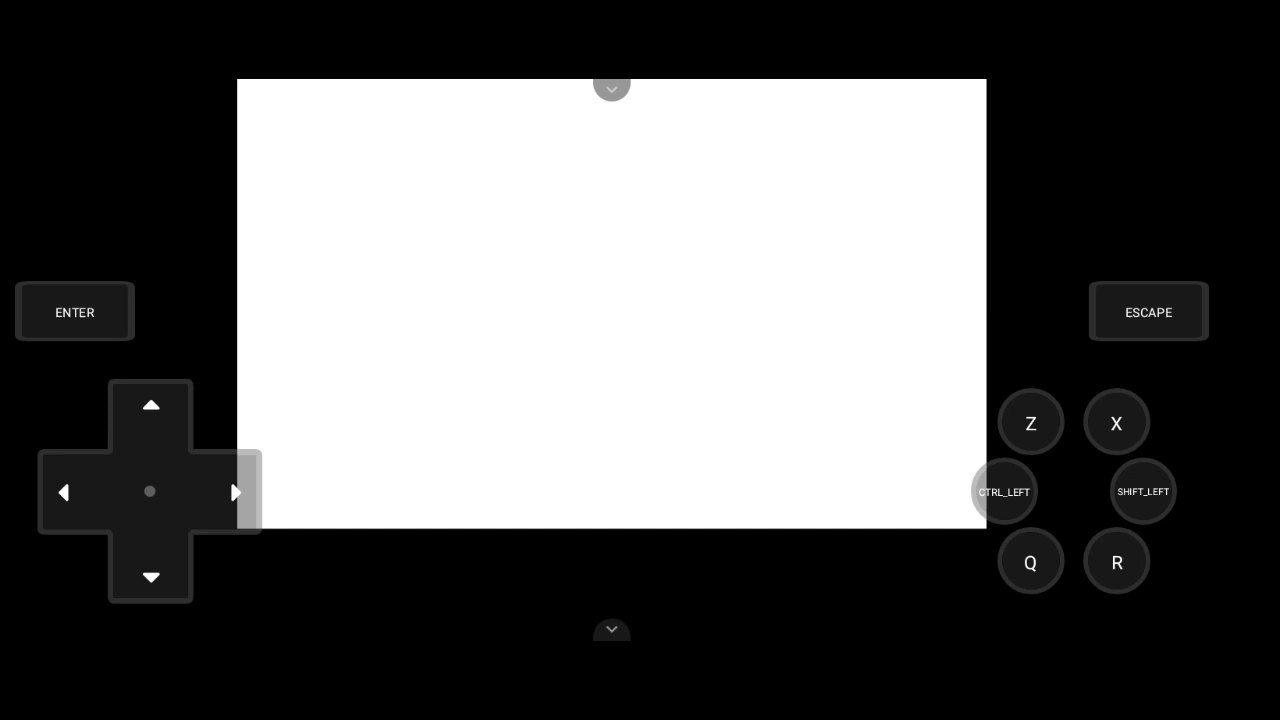 ENTER
ESCAPE
Z
X
CTRL_LEFT
SHIFT_LEFT
Q
R